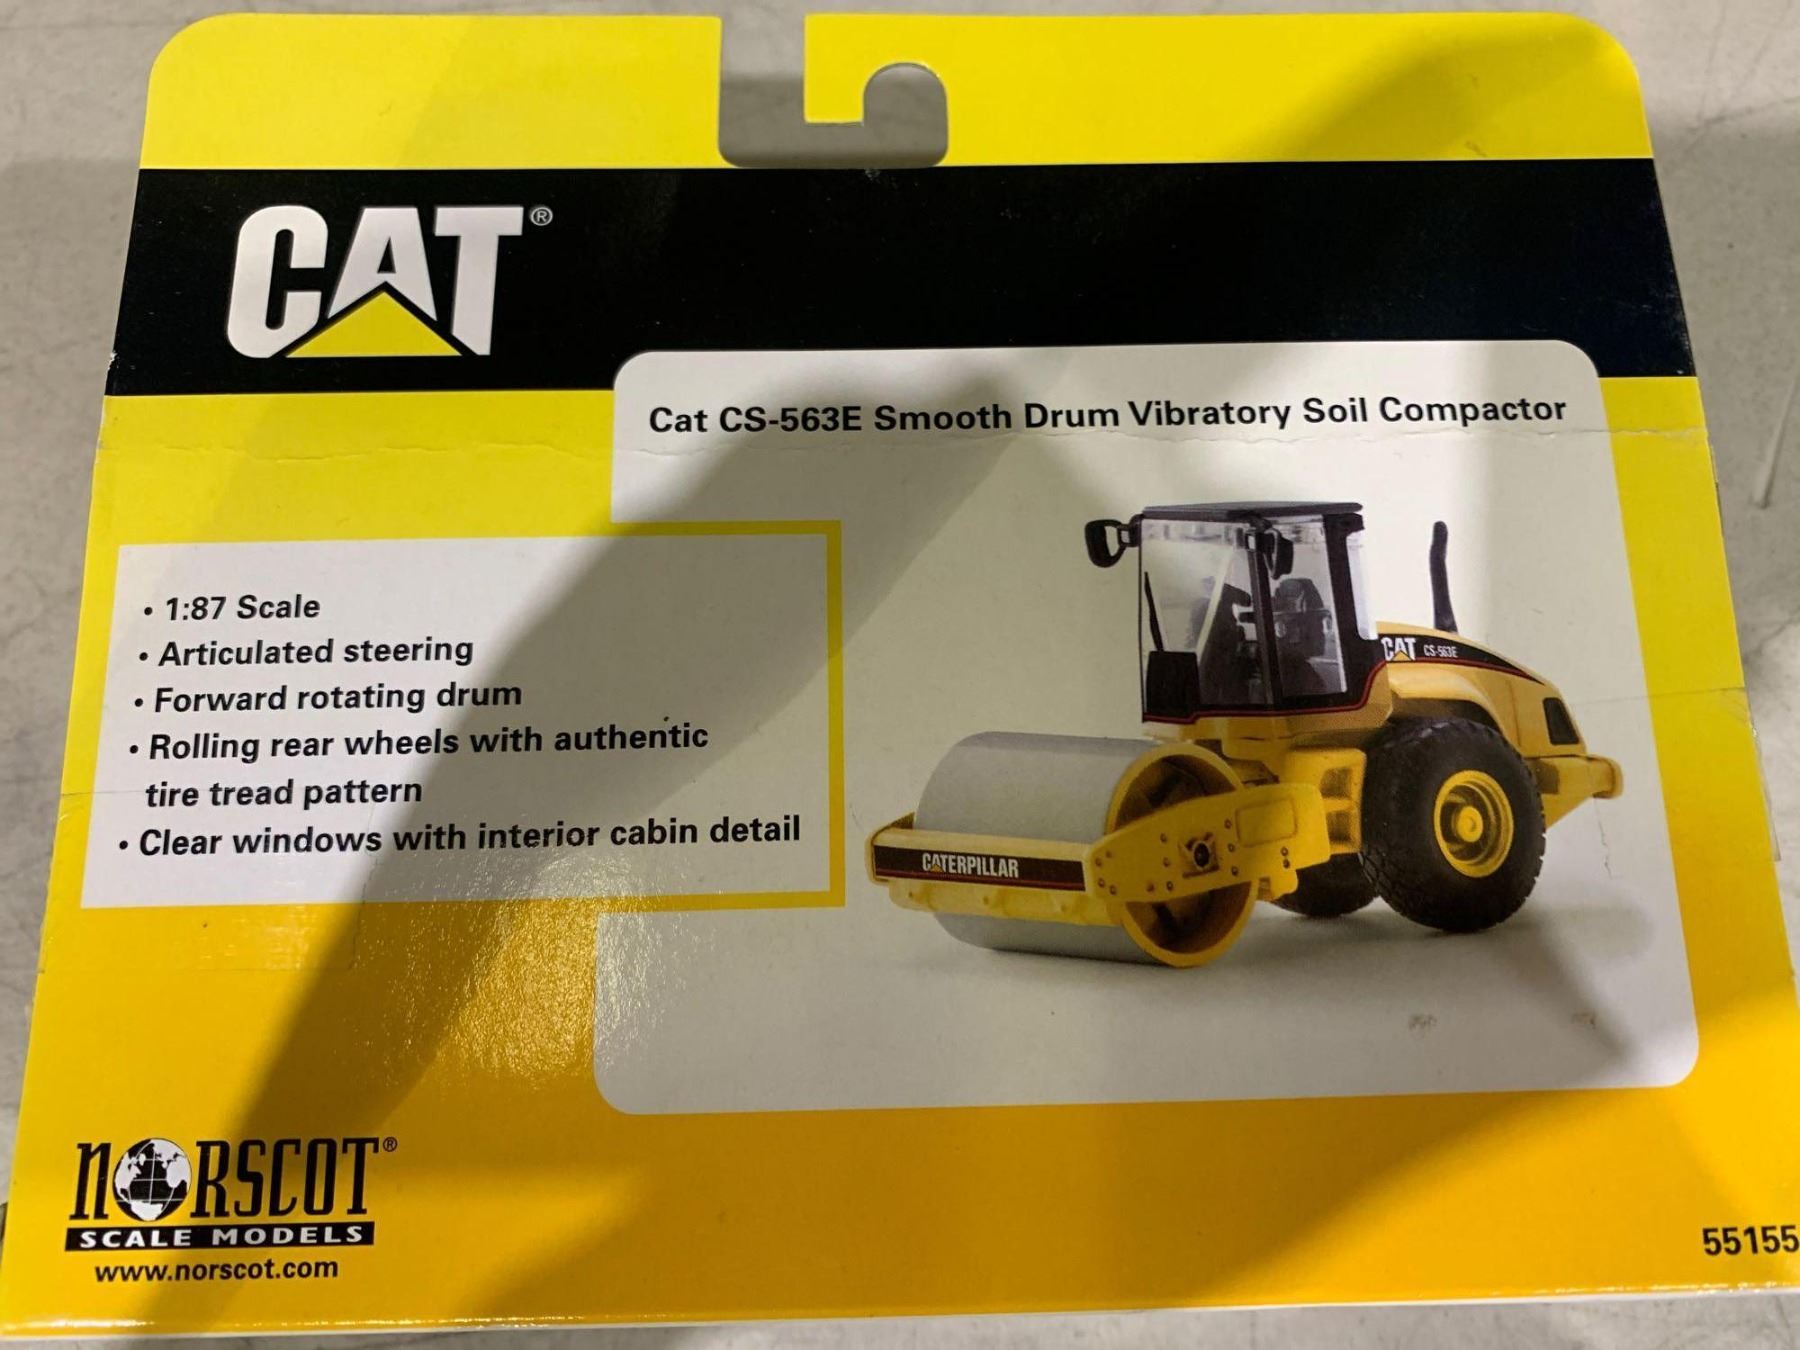 CAT®
Cat CS-563E Smooth Drum Vibratory Soil Compactor
• 1:87 Scale
• Articulated steering
• Forward rotating drum
• Rolling rear wheels with authentic
tire tread pattern
• Clear windows with interior cabin detail
CAT CS-563E
CATERPILLAR
NORSCOT®
SCALE MODELS
www.norscot.com
55155